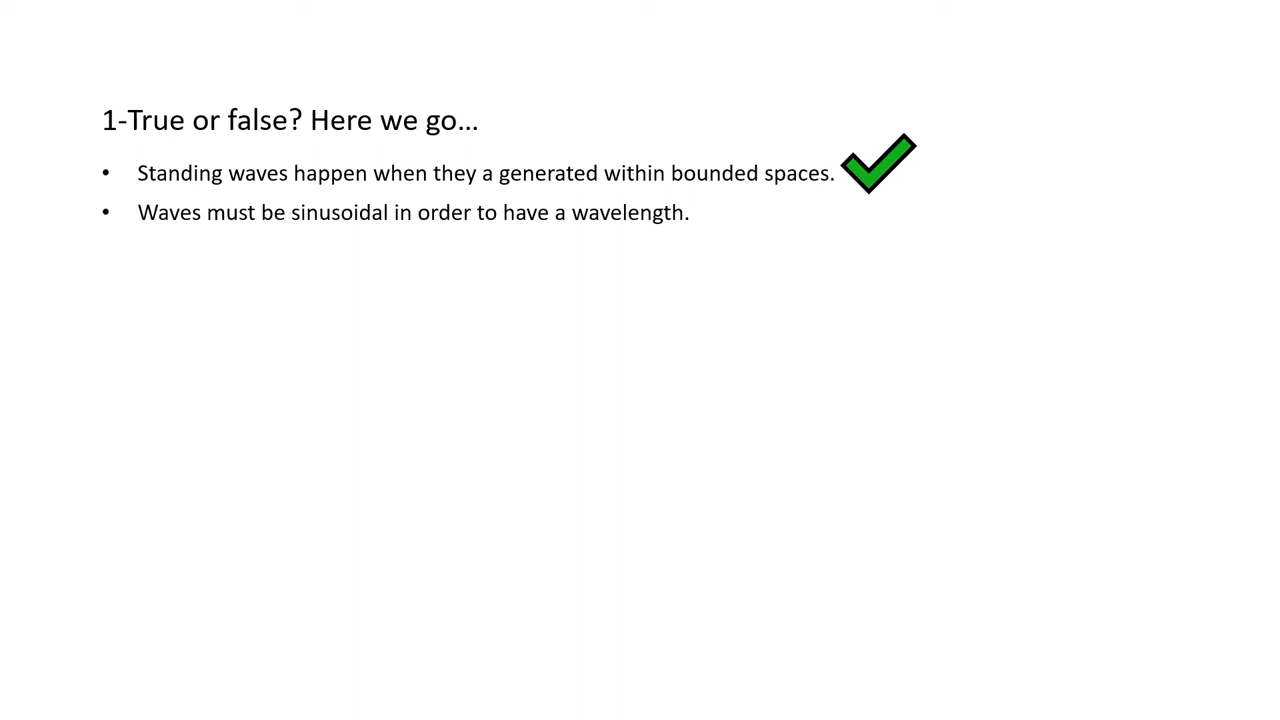 1-True or false? Here we go…
• Standing waves happen when they a generated within bounded spaces.
• Waves must be sinusoidal in order to have a wavelength.